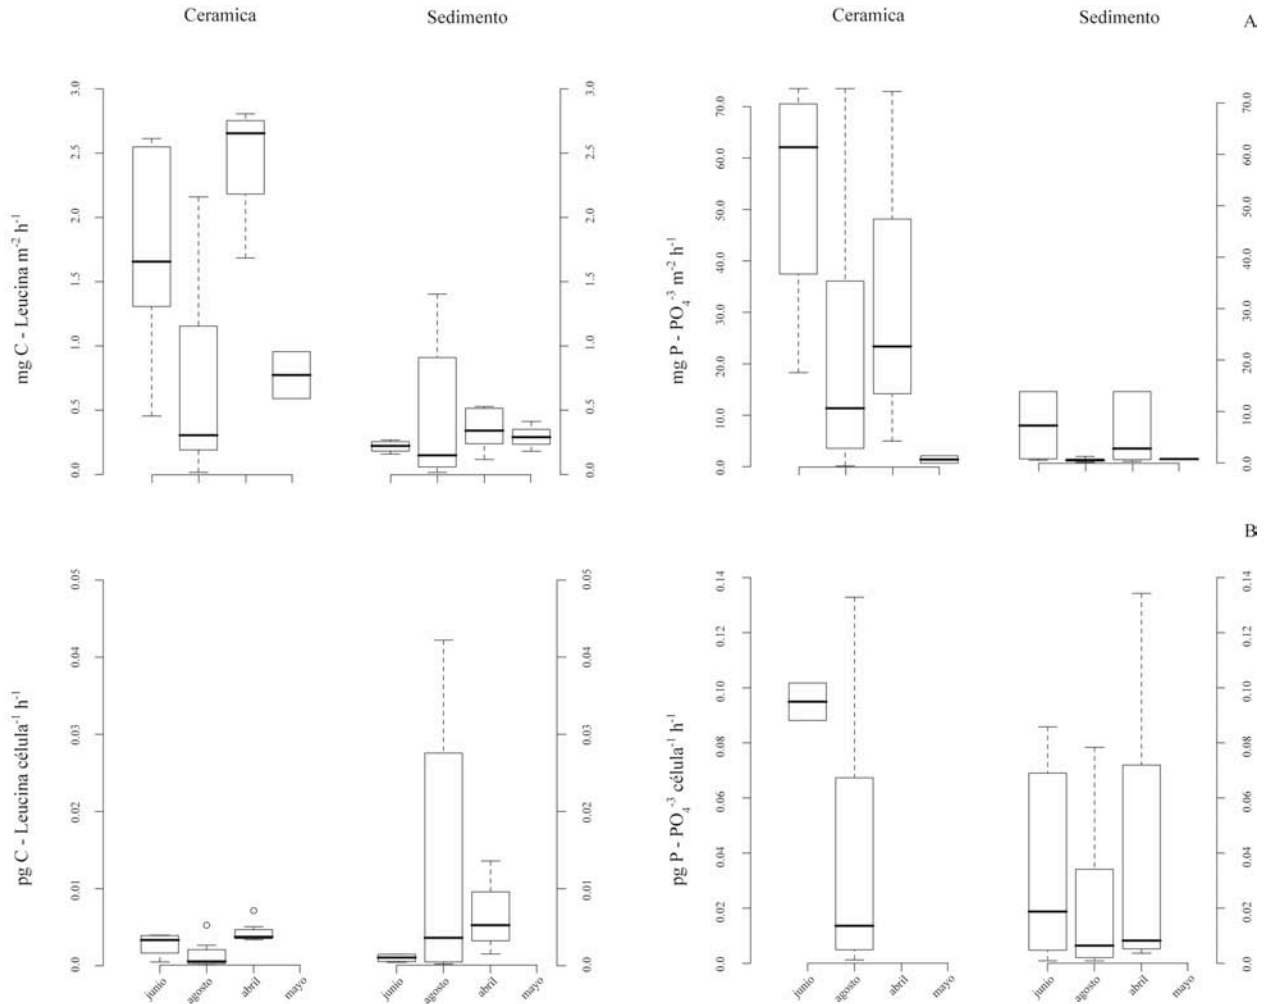 Ceramica Sedimento Ceramica Sedimento A
mg C - Leucina m⁻² h⁻¹
0.0 0.5 1.0 1.5 2.0 2.5 3.0
0.0 0.5 1.0 1.5 2.0 2.5 3.0
mg P - PO₄⁻³ m⁻² h⁻¹
0.0 10.0 20.0 30.0 40.0 50.0 60.0 70.0
0.0 10.0 20.0 30.0 40.0 50.0 60.0 70.0
B
pg C - Leucina célula⁻¹ h⁻¹
0.0 0.01 0.02 0.03 0.04 0.05
junio agosto abril mayo
junio agosto abril mayo
0.0 0.01 0.02 0.03 0.04 0.05
pg P - PO₄⁻³ célula⁻¹ h⁻¹
0.0 0.02 0.04 0.06 0.08 0.10 0.12 0.14
junio agosto abril mayo
junio agosto abril mayo
0.0 0.02 0.04 0.06 0.08 0.10 0.12 0.14